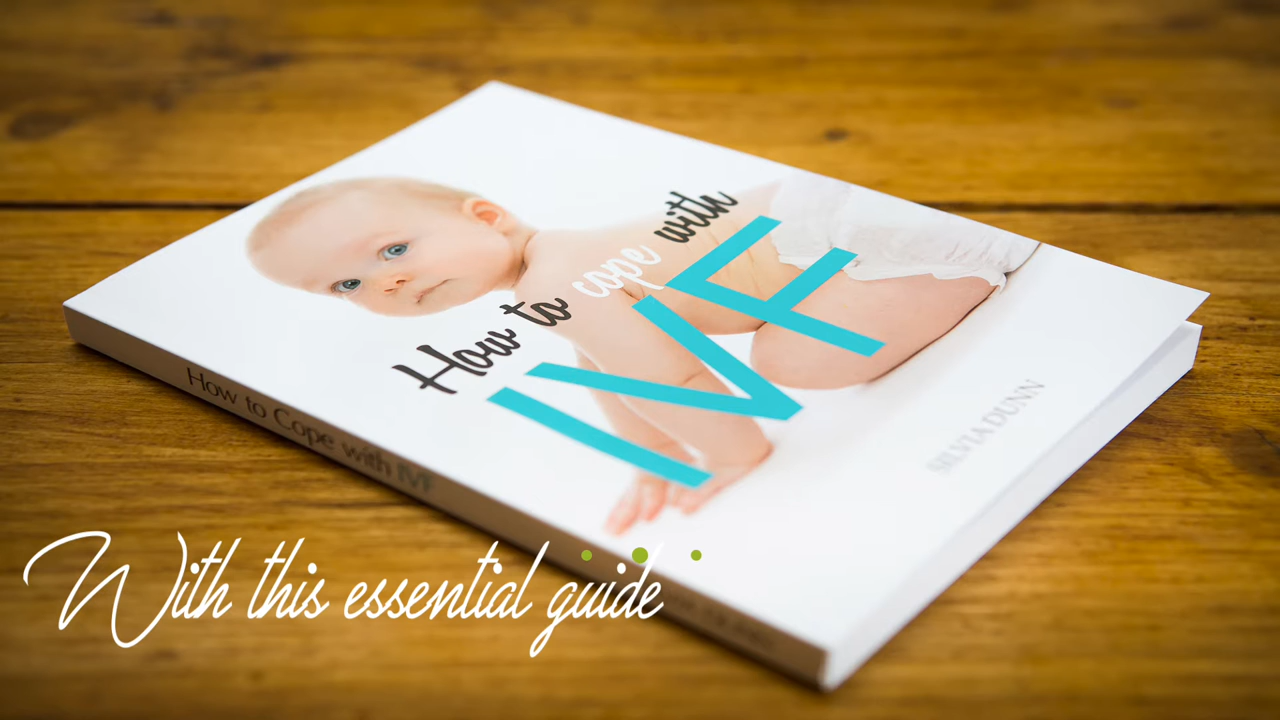 How to cope with
IVF
SILVIA DUNN
How to Cope with IVF
With this essential guide